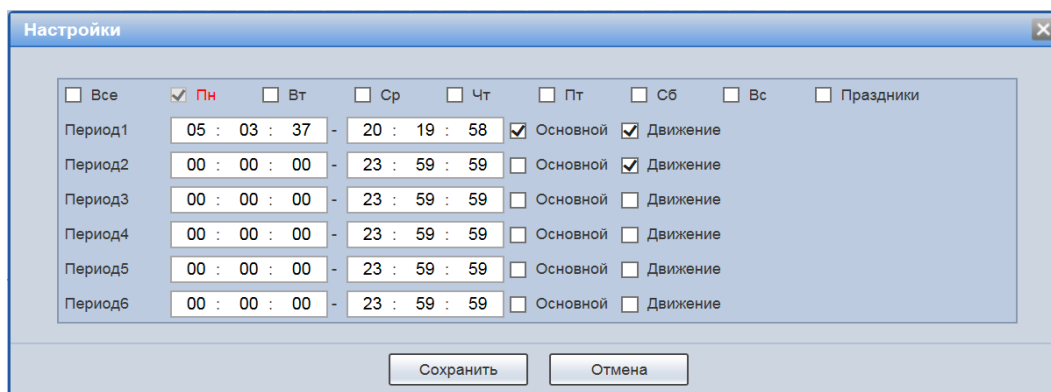 Настройки
Все Пн Вт Ср Чт Пт Сб Вс Праздники
Период1 05 : 03 : 37 - 20 : 19 : 58 Основной Движение
Период2 00 : 00 : 00 - 23 : 59 : 59 Основной Движение
Период3 00 : 00 : 00 - 23 : 59 : 59 Основной Движение
Период4 00 : 00 : 00 - 23 : 59 : 59 Основной Движение
Период5 00 : 00 : 00 - 23 : 59 : 59 Основной Движение
Период6 00 : 00 : 00 - 23 : 59 : 59 Основной Движение
Сохранить Отмена